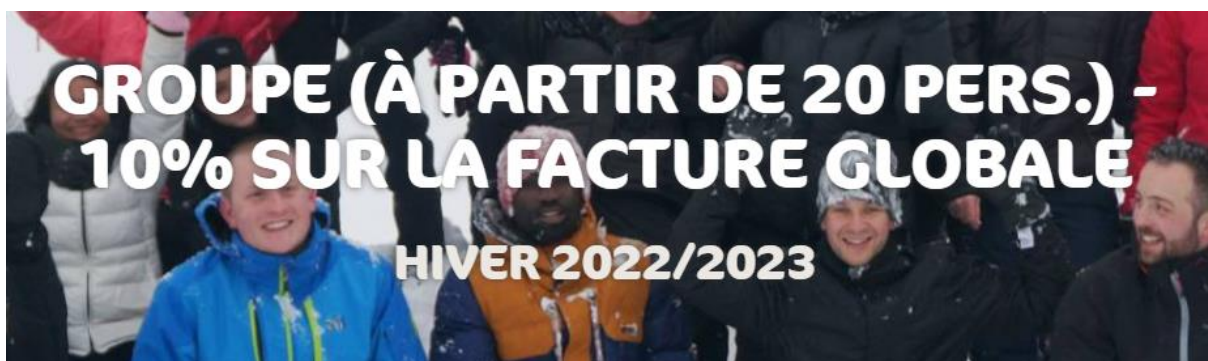 GROUPE (À PARTIR DE 20 PERS.) -
10% SUR LA FACTURE GLOBALE
HIVER 2022/2023